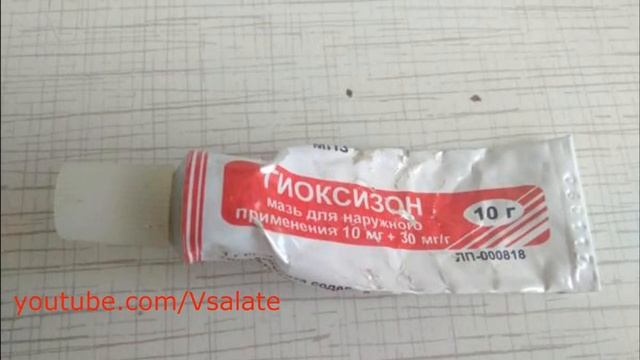 ГИОКСИЗОН
мазь для наружного
применения 10 мг + 30 мг/г
10 г
ЛП-000818
youtube.com/Vsalate